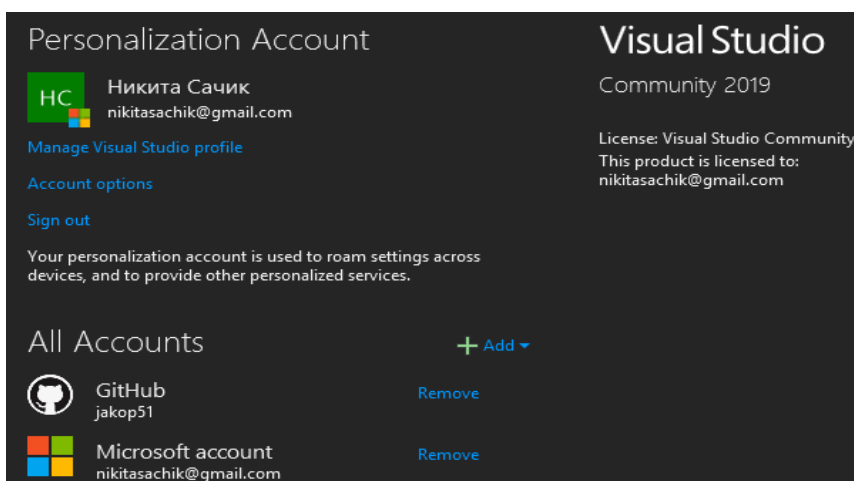 Personalization Account
НС
Никита Сачик
nikitasachik@gmail.com
Manage Visual Studio profile
Account options
Sign out
Your personalization account is used to roam settings across
devices, and to provide other personalized services.
All Accounts
Add
GitHub
jakop51
Remove
Microsoft account
nikitasachik@gmail.com
Remove
Visual Studio
Community 2019
License: Visual Studio Community
This product is licensed to:
nikitasachik@gmail.com